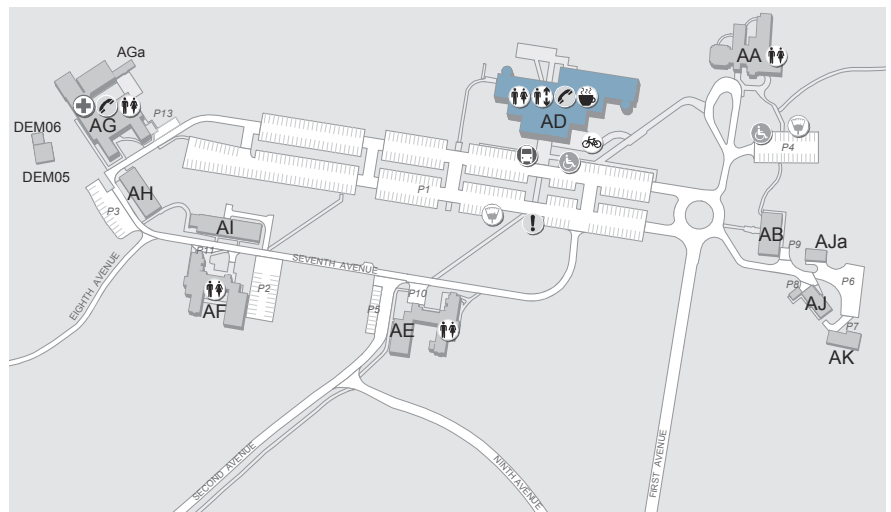 AGa
AA
AG
P13
AD
DEM06
DEM05
P4
P1
AH
P3
AI
AB
P9
AJa
P11
SEVENTH AVENUE
EIGHTH AVENUE
P2
AF
P10
P5
AE
P8
P6
AJ
P7
AK
SECOND AVENUE
NINTH AVENUE
FIRST AVENUE